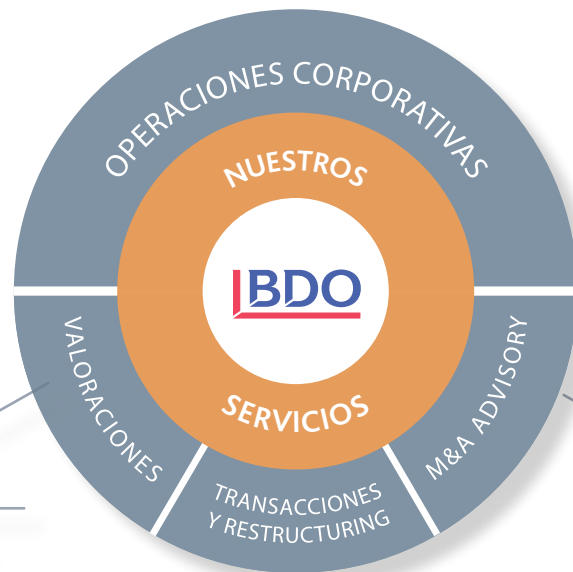 OPERACIONES CORPORATIVAS
NUESTROS
BDO
SERVICIOS
VALORACIONES
TRANSACCIONES
Y RESTRUCTURING
M&A ADVISORY